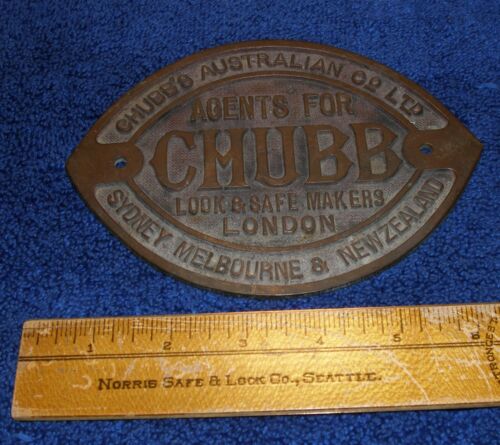 CHUBB'S AUSTRALIAN CO LTD
AGENTS FOR
CHUBB
LOCK & SAFE MAKERS
LONDON
SYDNEY MELBOURNE & NEWZEALAND
1 2 3 4 5 6
NORRIS SAFE & LOCK CO., SEATTLE.